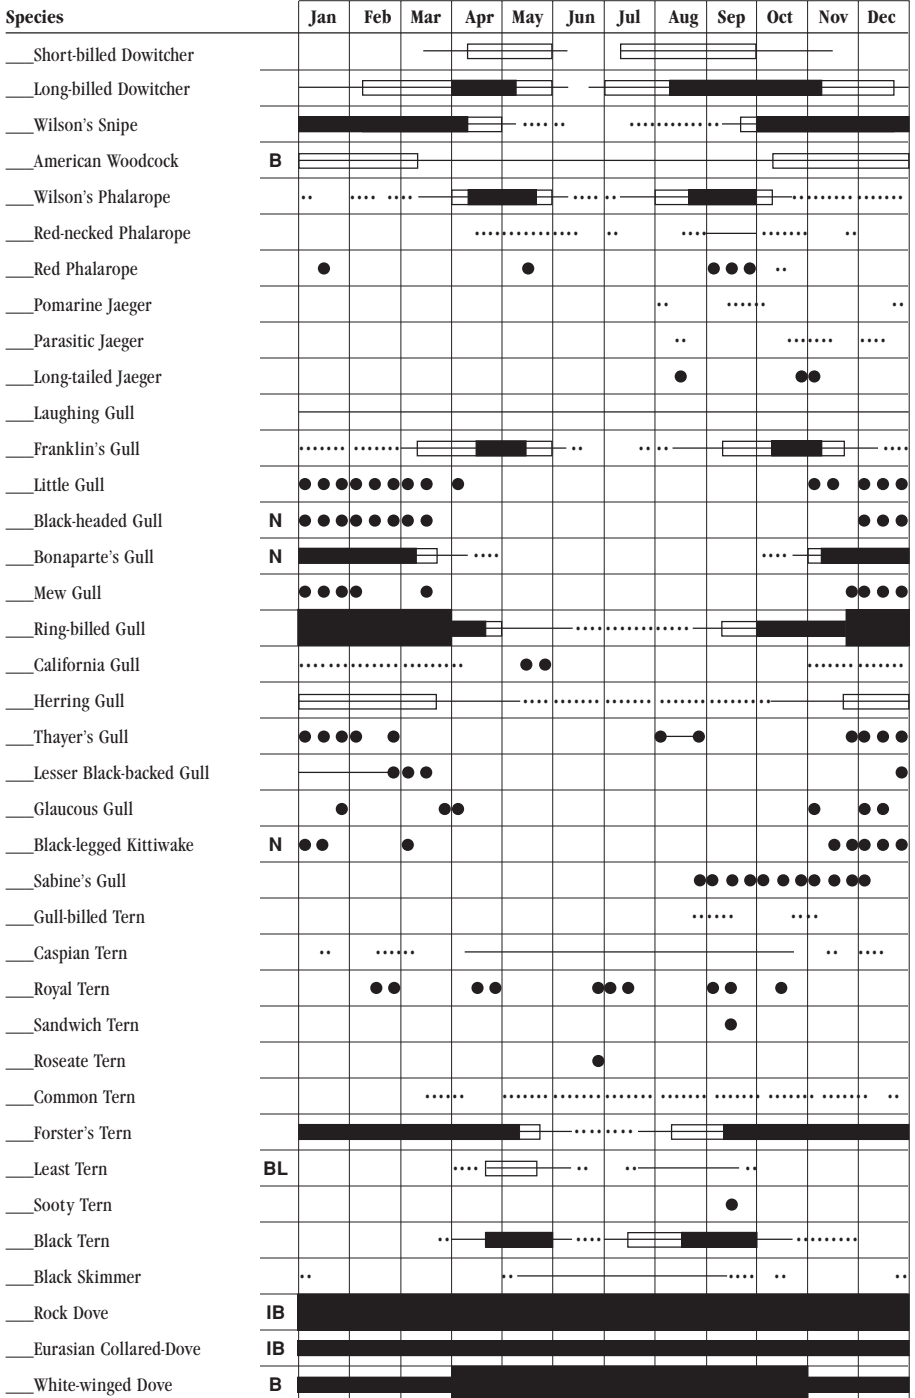 Species Jan Feb Mar Apr May Jun Jul Aug Sep Oct Nov Dec
___Short-billed Dowitcher
___Long-billed Dowitcher
___Wilson's Snipe
___American Woodcock B
___Wilson's Phalarope
___Red-necked Phalarope
___Red Phalarope
___Pomarine Jaeger
___Parasitic Jaeger
___Long-tailed Jaeger
___Laughing Gull
___Franklin's Gull
___Little Gull
___Black-headed Gull N
___Bonaparte's Gull N
___Mew Gull
___Ring-billed Gull
___California Gull
___Herring Gull
___Thayer's Gull
___Lesser Black-backed Gull
___Glaucous Gull
___Black-legged Kittiwake N
___Sabine's Gull
___Gull-billed Tern
___Caspian Tern
___Royal Tern
___Sandwich Tern
___Roseate Tern
___Common Tern
___Forster's Tern
___Least Tern BL
___Sooty Tern
___Black Tern
___Black Skimmer
___Rock Dove IB
___Eurasian Collared-Dove IB
___White-winged Dove B